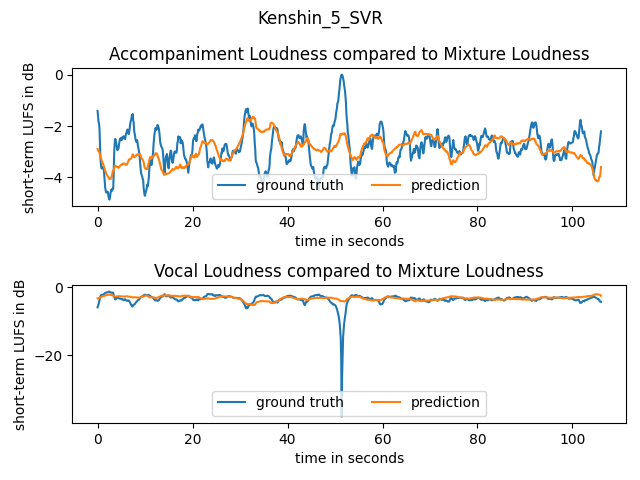 Kenshin_5_SVR
Accompaniment Loudness compared to Mixture Loudness
short-term LUFS in dB
0
−2
−4
ground truth
prediction
0
20
40
60
80
100
time in seconds
Vocal Loudness compared to Mixture Loudness
short-term LUFS in dB
0
−20
ground truth
prediction
0
20
40
60
80
100
time in seconds